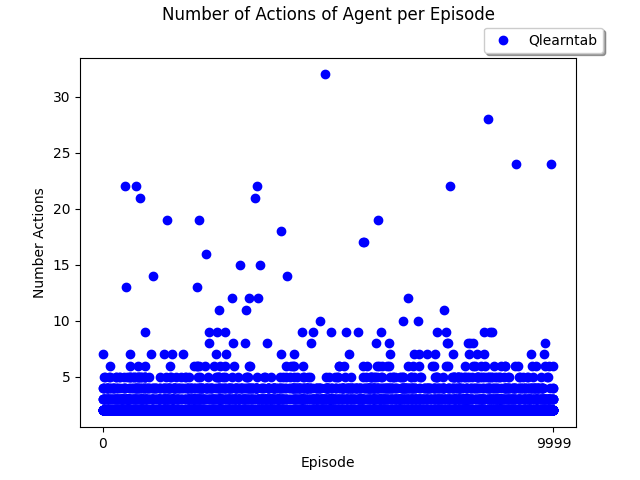 Number of Actions of Agent per Episode
Qlearntab
30
25
20
15
10
5
Number Actions
0 9999
Episode